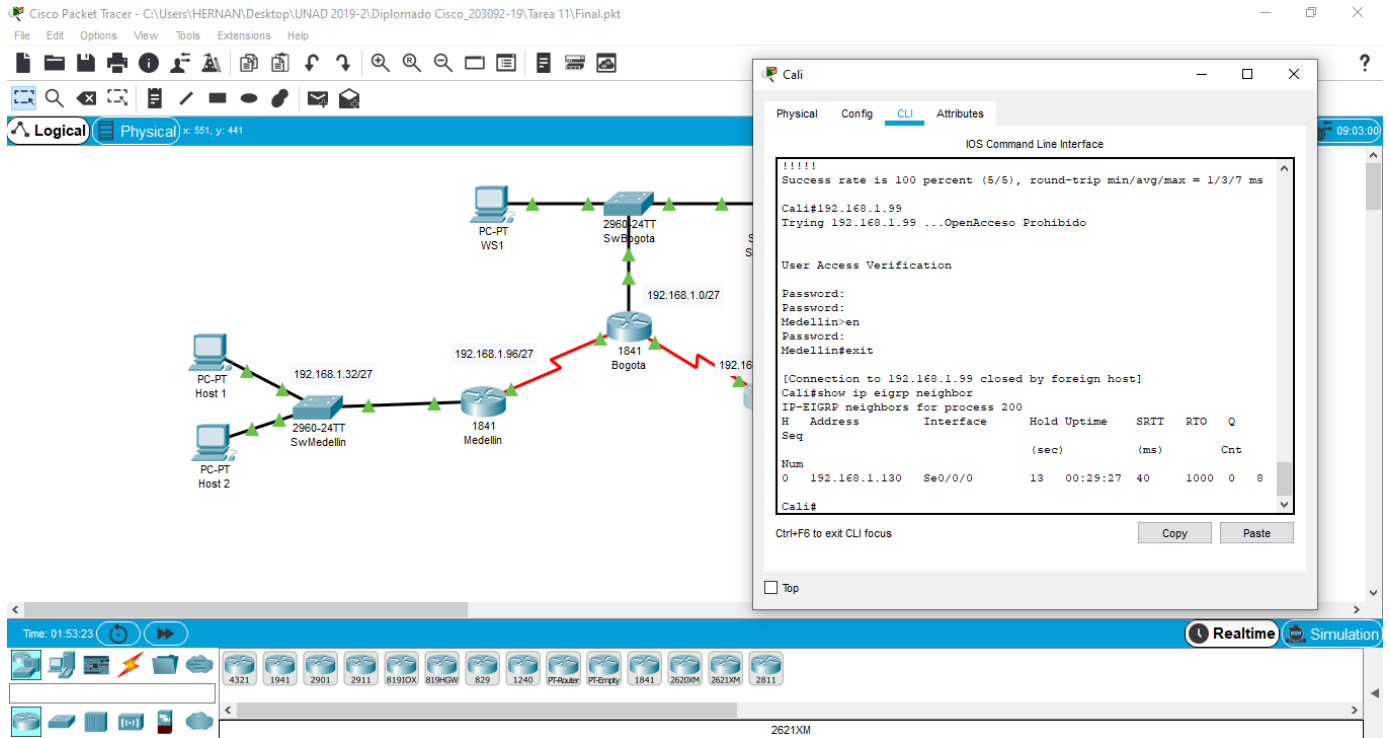 Cisco Packet Tracer - C:\Users\HERNAN\Desktop\UNAD 2019-2\Diplomado Cisco_203092-19\Tarea 11\Final.pkt
File Edit Options View Tools Extensions Help
?
Logical Physical x: 551, y: 441
09:03:00
PC-PT
WS1
2960-24TT
SwBogota
S
S
192.168.1.0/27
1841
Bogota
192.168.1.96/27
192.16
PC-PT
Host 1
192.168.1.32/27
2960-24TT
SwMedellin
1841
Medellin
PC-PT
Host 2
Cali
Physical Config CLI Attributes
IOS Command Line Interface
!!!!!
Success rate is 100 percent (5/5), round-trip min/avg/max = 1/3/7 ms
Cali#192.168.1.99
Trying 192.168.1.99 ...OpenAcceso Prohibido
User Access Verification
Password:
Password:
Medellin>en
Password:
Medellin#exit
[Connection to 192.168.1.99 closed by foreign host]
Cali#show ip eigrp neighbor
IP-EIGRP neighbors for process 200
H Address Interface Hold Uptime SRTT RTO Q
Seq
(sec) (ms) Cnt
Num
0 192.168.1.130 Se0/0/0 13 00:29:27 40 1000 0 8
Cali#
Ctrl+F6 to exit CLI focus
Copy Paste
Top
Time: 01:53:23
Realtime Simulation
4321 1941 2901 2911 819IOX 819HGW 829 1240 PT-Router PT-Empty 1841 2620XM 2621XM 2811
2621XM